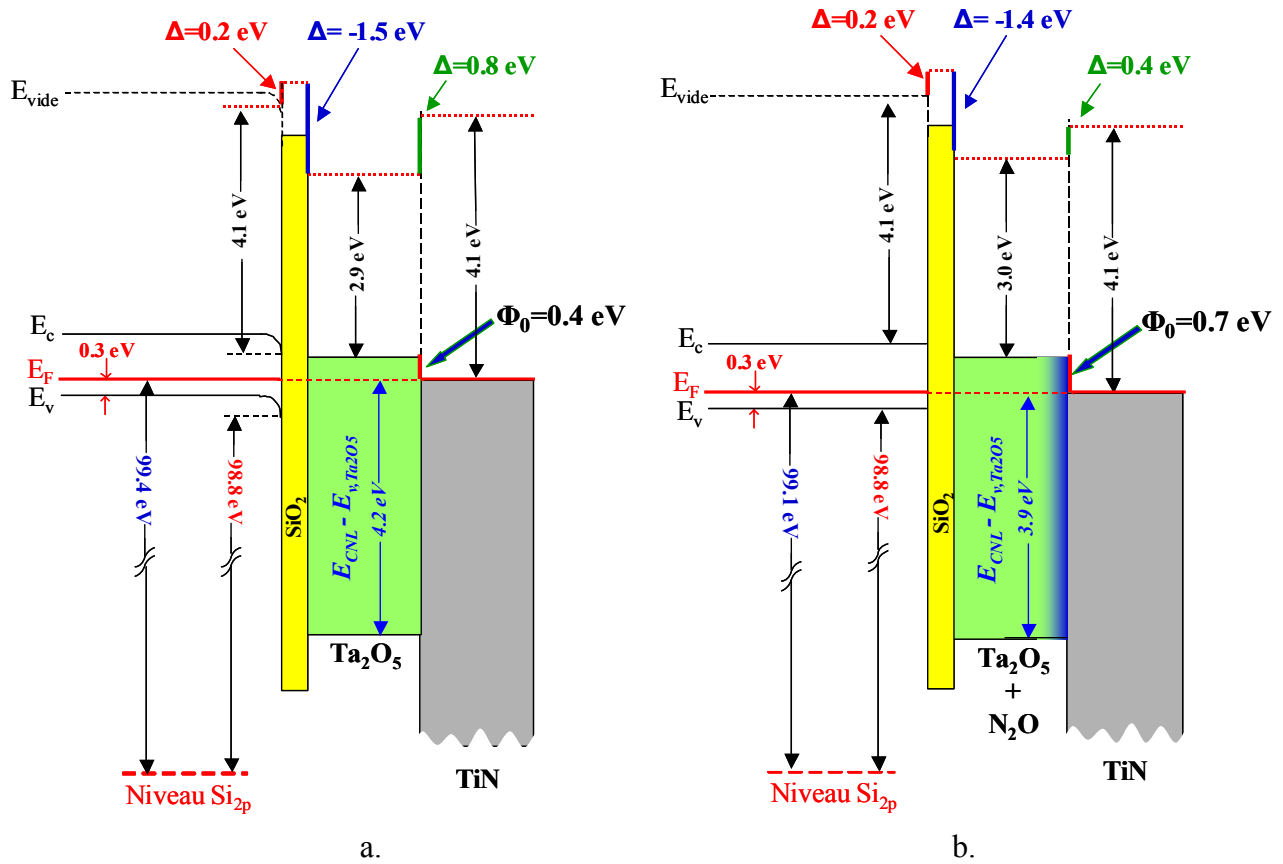 Δ=0.2 eV
Δ= -1.5 eV
Δ=0.8 eV
E_vide
4.1 eV
2.9 eV
4.1 eV
Φ₀=0.4 eV
E_c
0.3 eV
E_F
E_v
99.4 eV
98.8 eV
SiO₂
E_CNL - E_v,Ta2O5
4.2 eV
Ta₂O₅
TiN
Niveau Si_2p
a.
Δ=0.2 eV
Δ= -1.4 eV
Δ=0.4 eV
E_vide
4.1 eV
3.0 eV
4.1 eV
Φ₀=0.7 eV
E_c
0.3 eV
E_F
E_v
99.1 eV
98.8 eV
SiO₂
E_CNL - E_v,Ta2O5
3.9 eV
Ta₂O₅
+
N₂O
TiN
Niveau Si_2p
b.